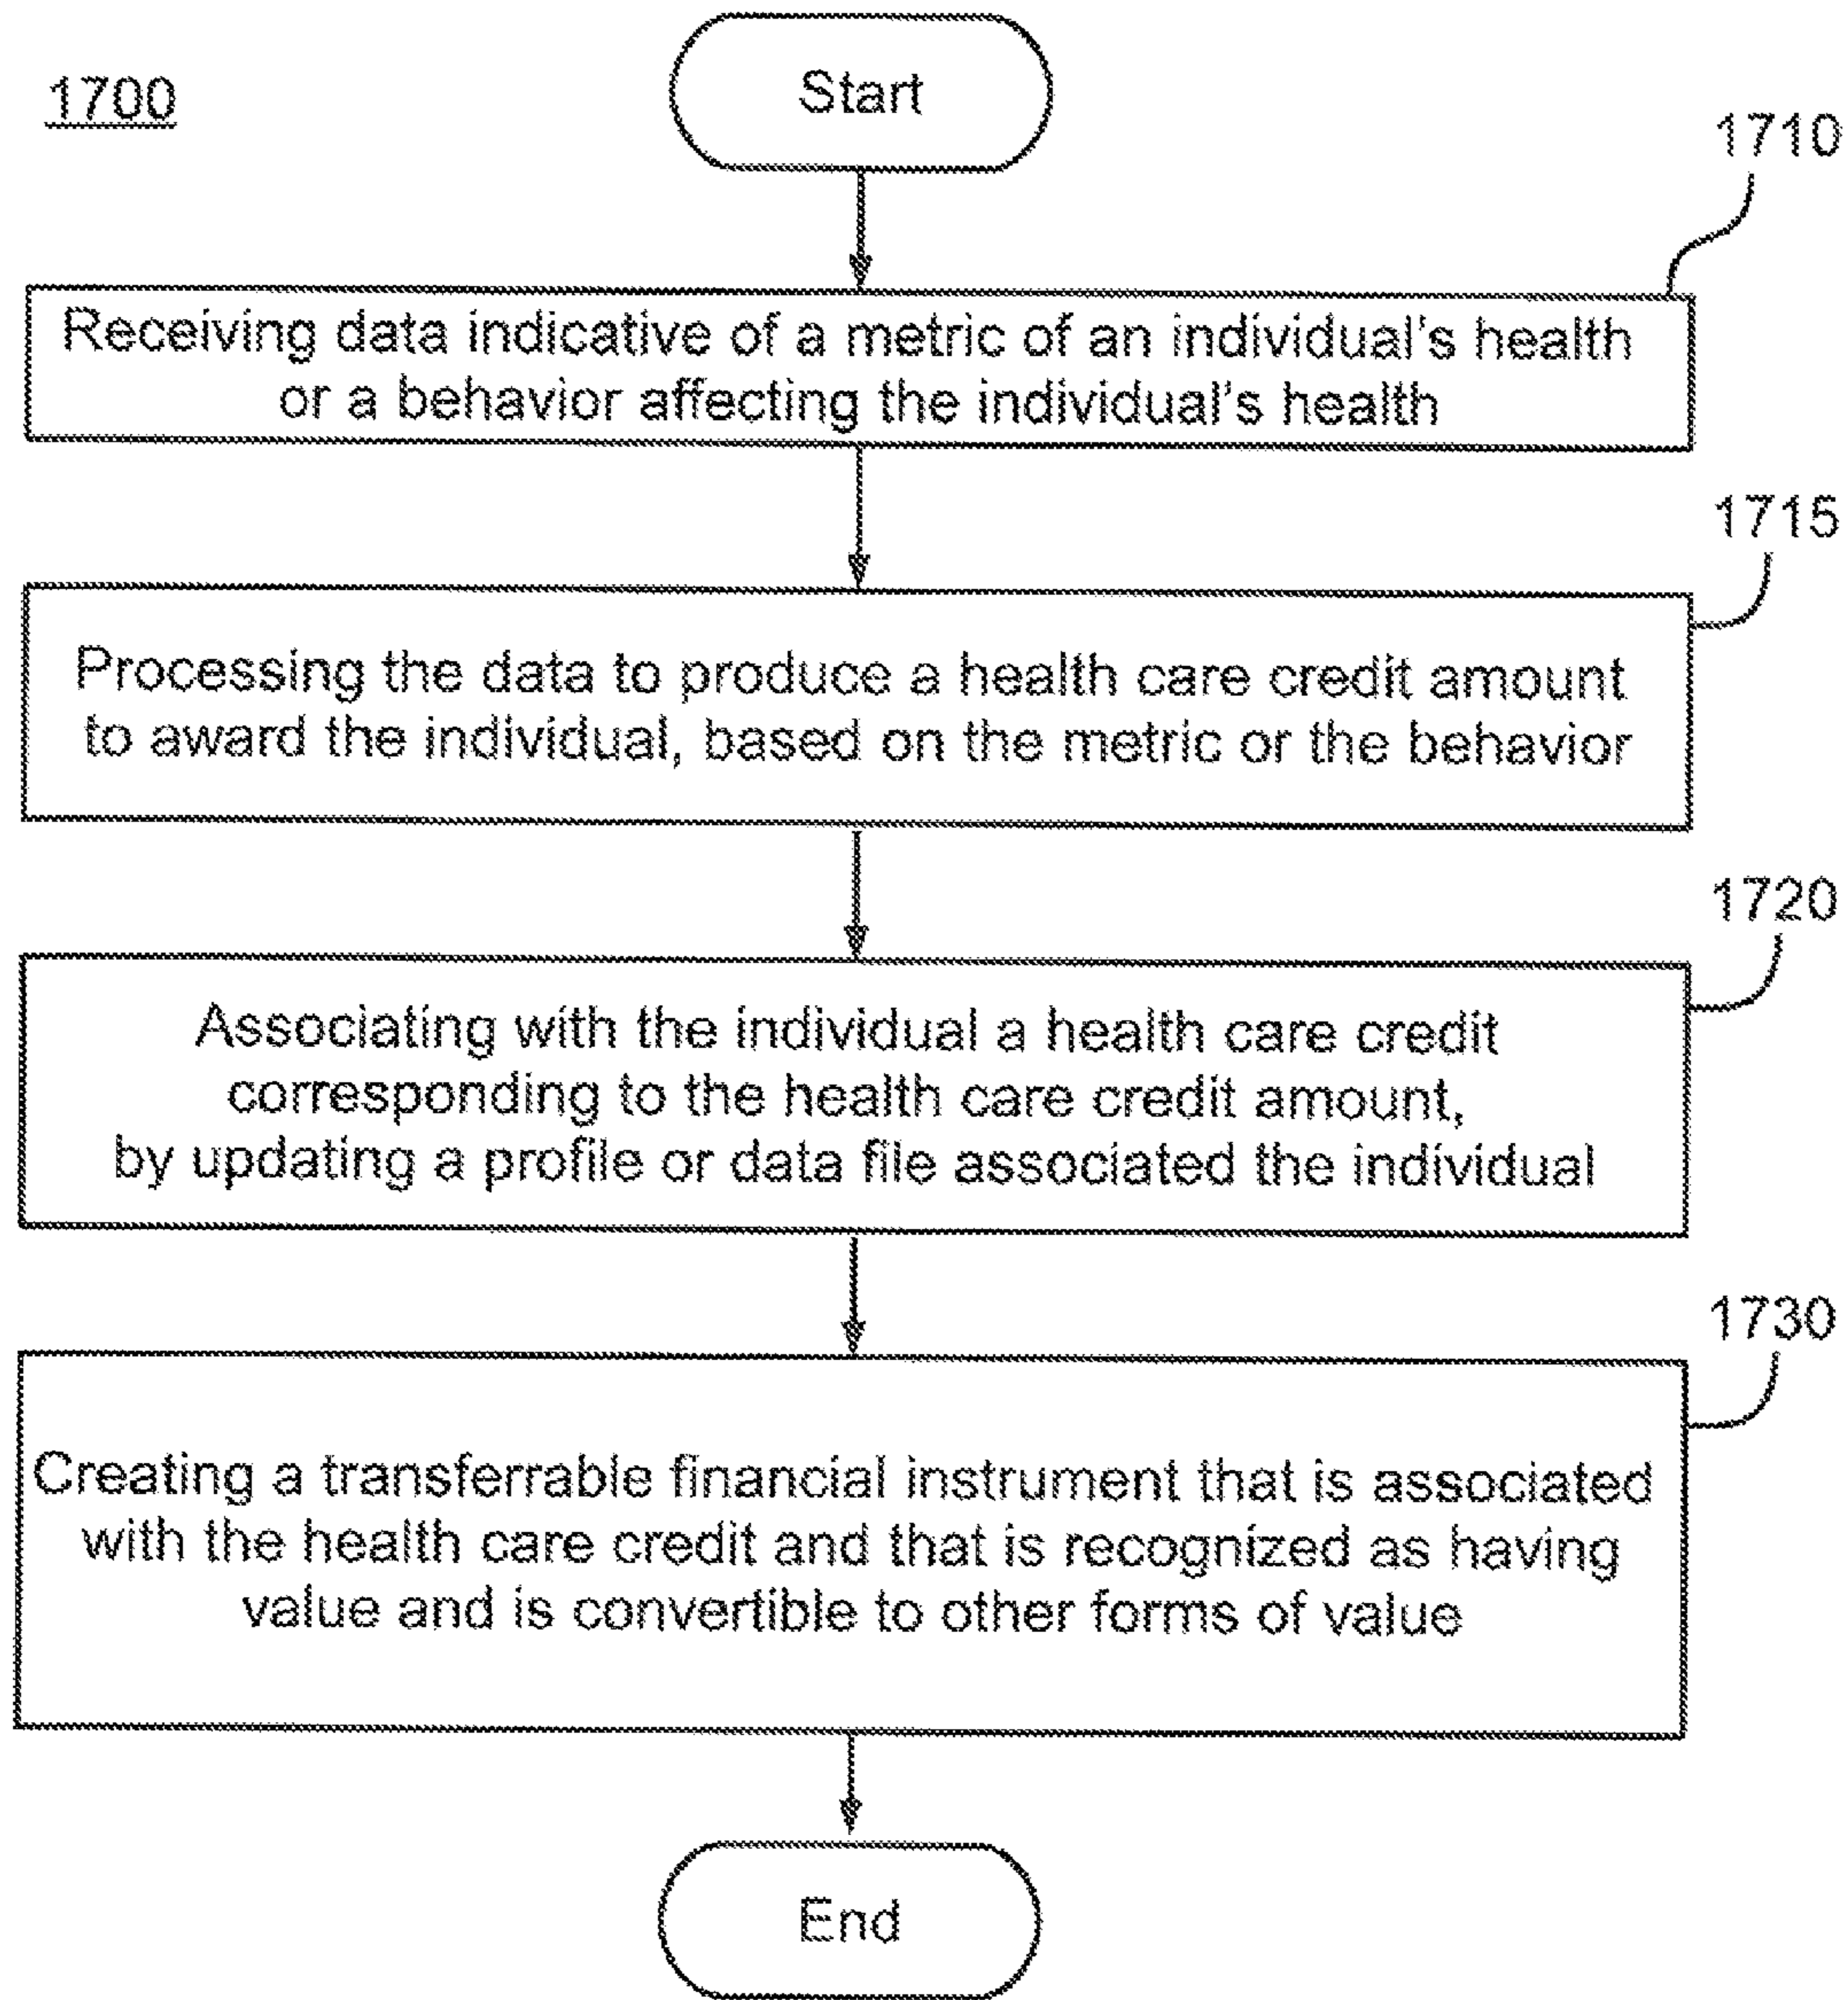 1700
Start
1710
Receiving data indicative of a metric of an individual's health
or a behavior affecting the individual's health
1715
Processing the data to produce a health care credit amount
to award the individual, based on the metric or the behavior
1720
Associating with the individual a health care credit
corresponding to the health care credit amount,
by updating a profile or data file associated the individual
1730
Creating a transferrable financial instrument that is associated
with the health care credit and that is recognized as having
value and is convertible to other forms of value
End